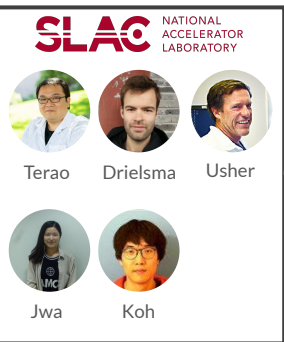 SLAC NATIONAL
ACCELERATOR
LABORATORY
Terao Drielsma Usher
Jwa Koh